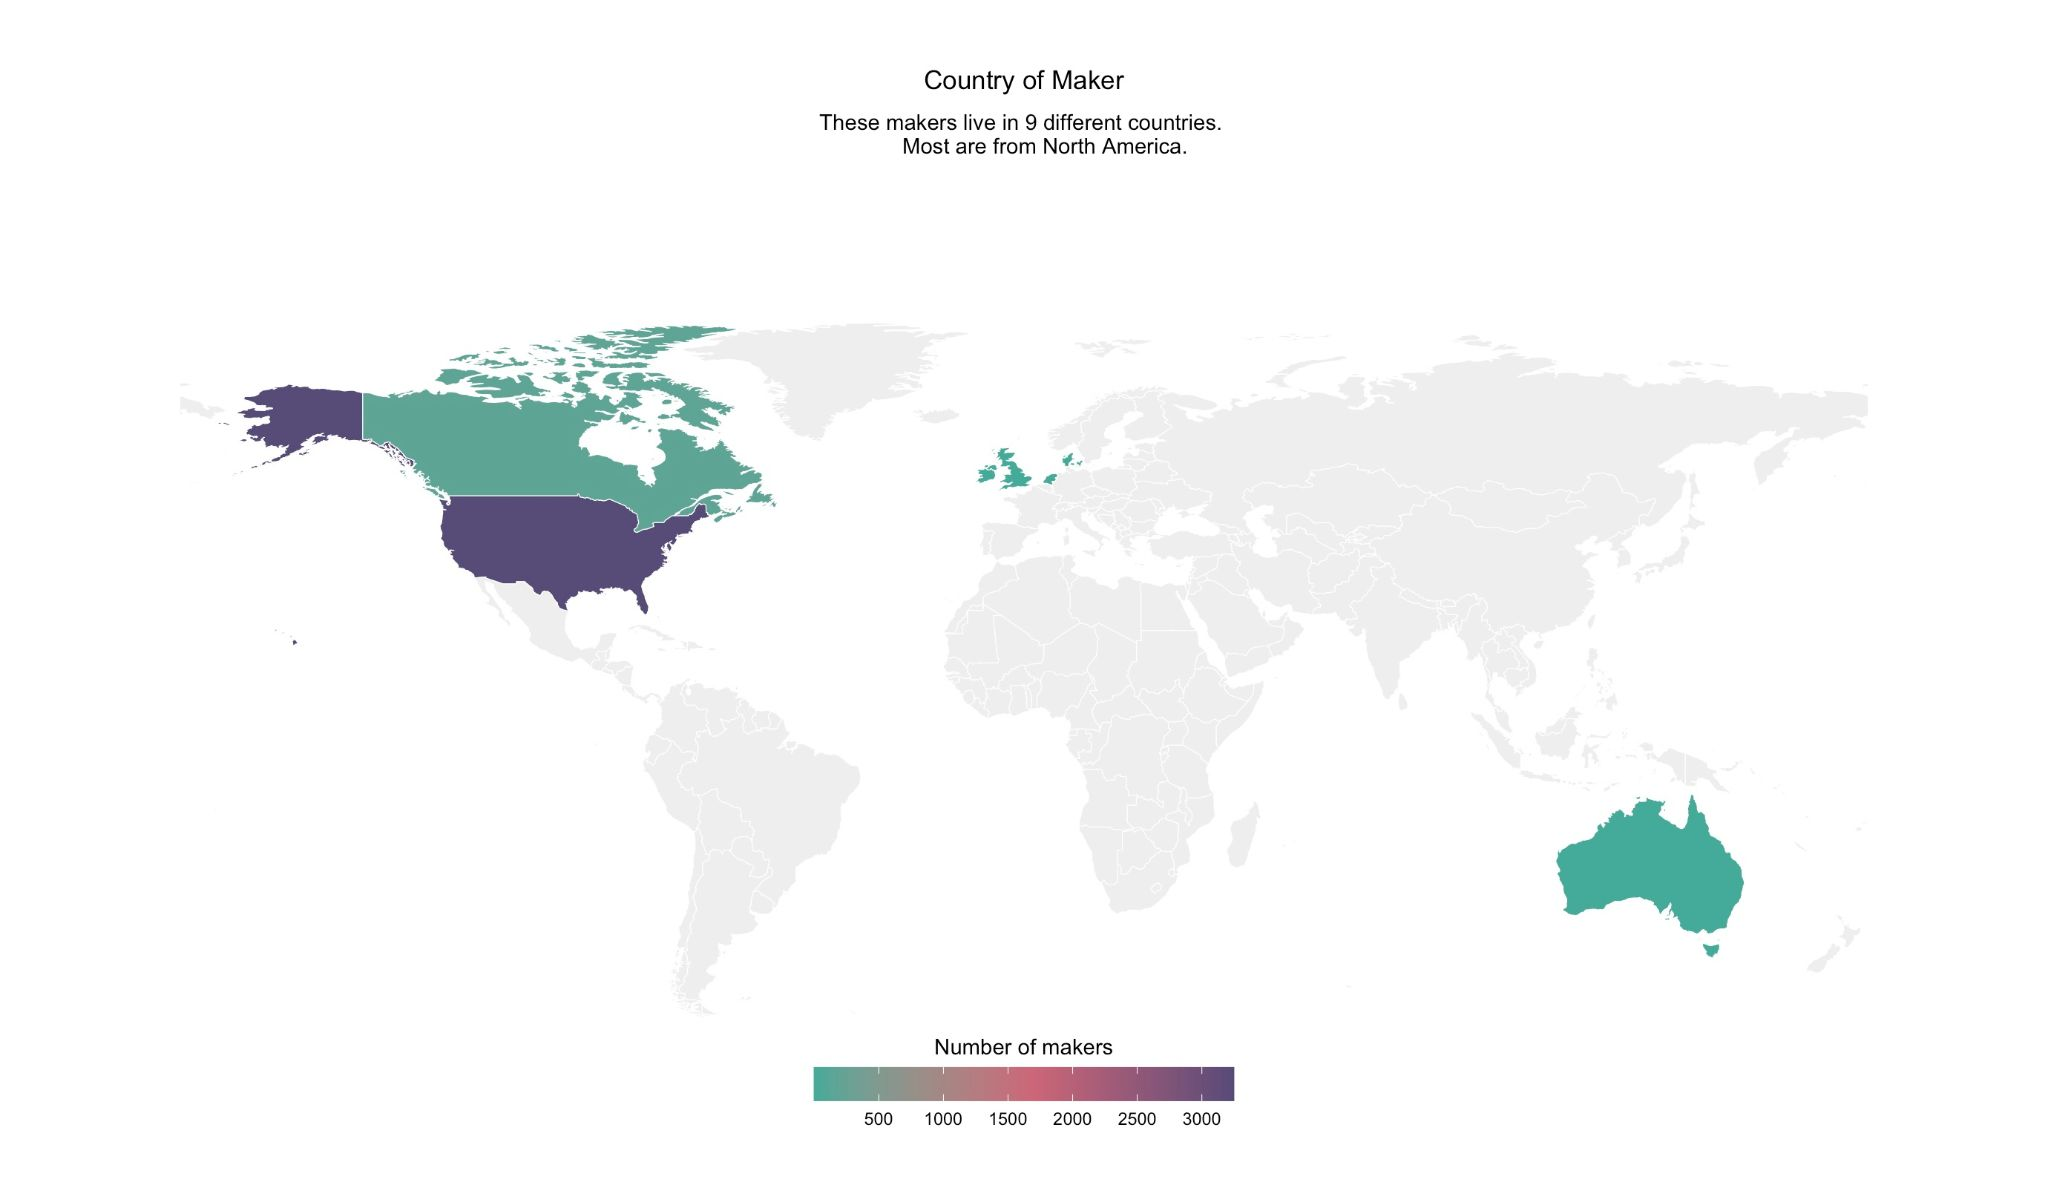 Country of Maker
These makers live in 9 different countries.
Most are from North America.
Number of makers
500 1000 1500 2000 2500 3000